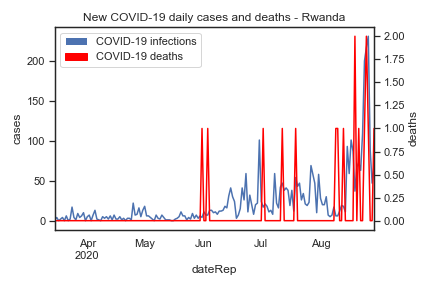 New COVID-19 daily cases and deaths - Rwanda
COVID-19 infections
COVID-19 deaths
200
150
100
50
0
cases
2.00
1.75
1.50
1.25
1.00
0.75
0.50
0.25
0.00
deaths
Apr
2020
May
Jun
Jul
Aug
dateRep